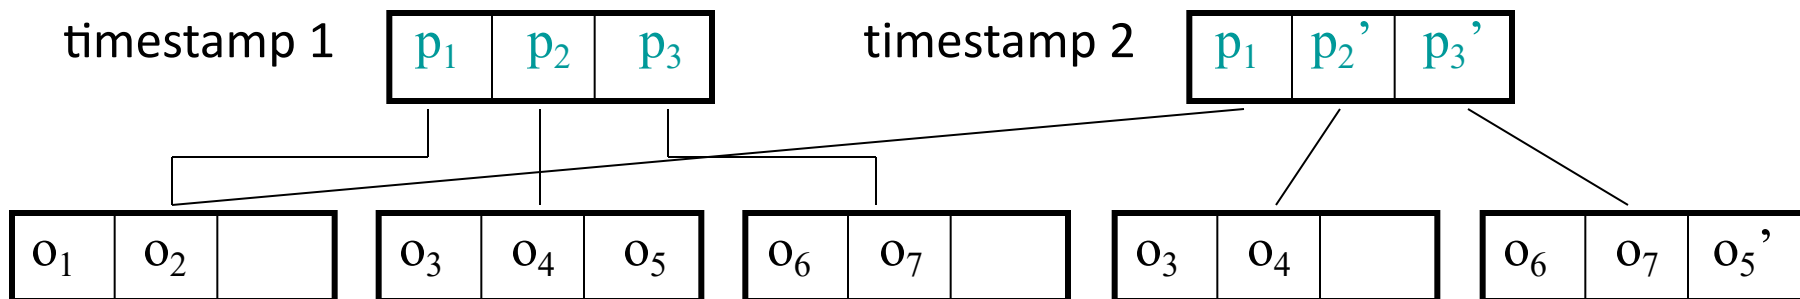 timestamp 1 p₁ p₂ p₃ timestamp 2 p₁ p₂’ p₃’
o₁ o₂ o₃ o₄ o₅ o₆ o₇ o₃ o₄ o₆ o₇ o₅’